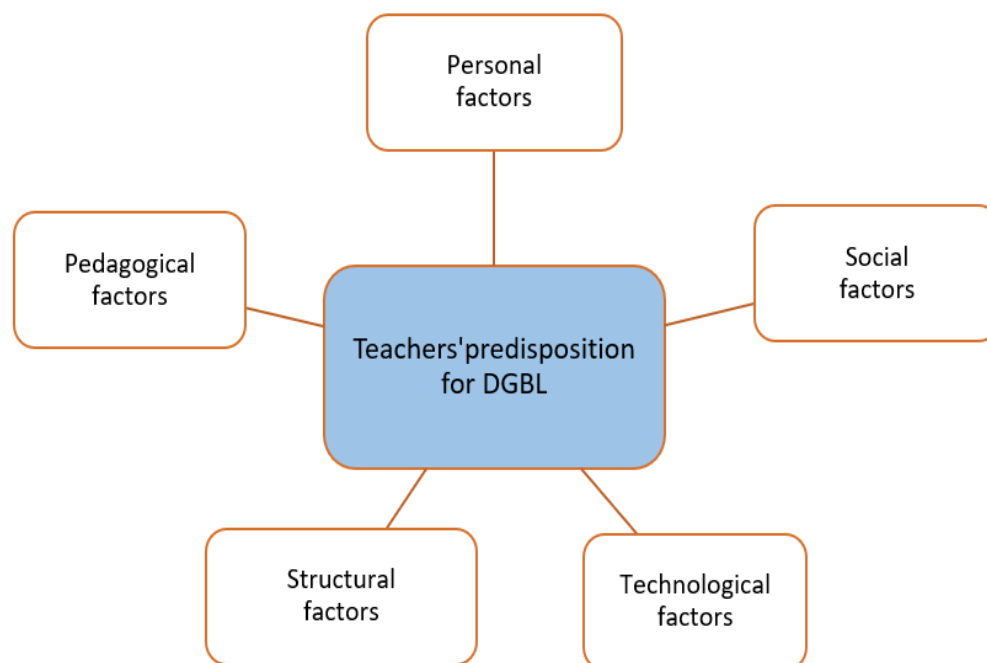 Personal
factors
Pedagogical
factors
Social
factors
Teachers'predisposition
for DGBL
Structural
factors
Technological
factors